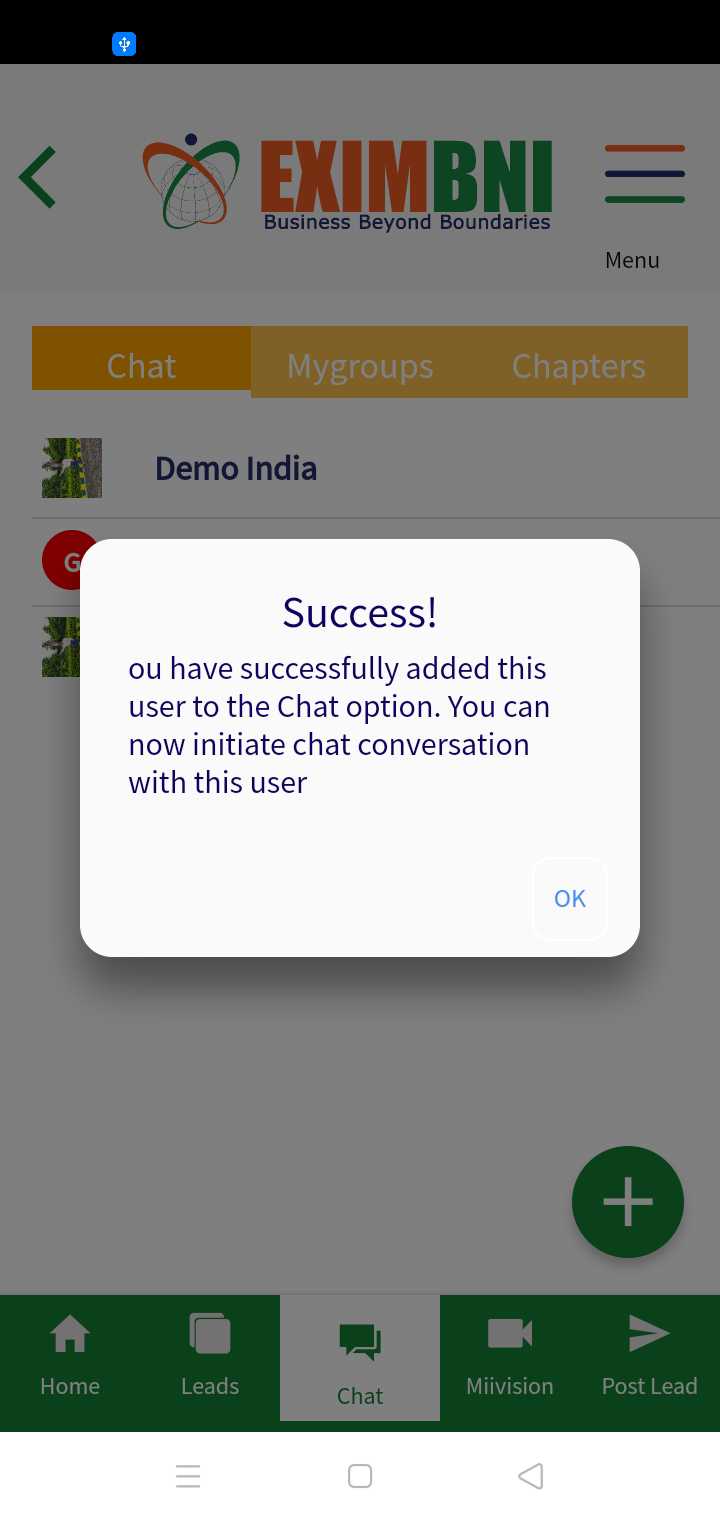 EXIMBNI
Business Beyond Boundaries
Menu
Chat Mygroups Chapters
Demo India
G
Success!
ou have successfully added this
user to the Chat option. You can
now initiate chat conversation
with this user
OK
Home Leads Chat Miivision Post Lead